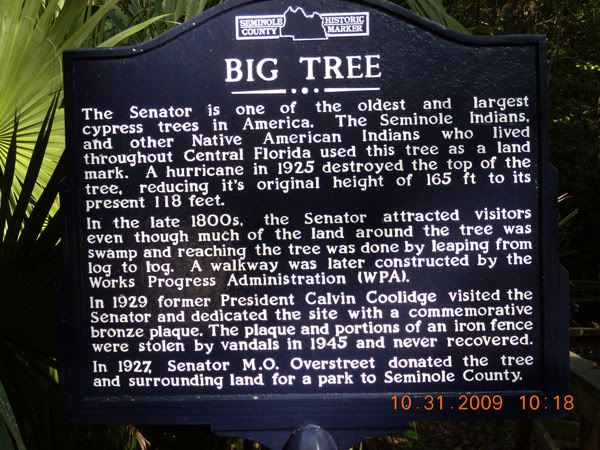 SEMINOLE HISTORIC
COUNTY MARKER
BIG TREE
The Senator is one of the oldest and largest
cypress trees in America. The Seminole Indians,
and other Native American Indians who lived
throughout Central Florida used this tree as a land
mark. A hurricane in 1925 destroyed the top of the
tree, reducing it's original height of 165 ft to its
present 118 feet.
In the late 1800s, the Senator attracted visitors
even though much of the land around the tree was
swamp and reaching the tree was done by leaping from
log to log. A walkway was later constructed by the
Works Progress Administration (WPA).
In 1929 former President Calvin Coolidge visited the
Senator and dedicated the site with a commemorative
bronze plaque. The plaque and portions of an iron fence
were stolen by vandals in 1945 and never recovered.
In 1927, Senator M.O. Overstreet donated the tree
and surrounding land for a park to Seminole County.
10.31.2009 10:18